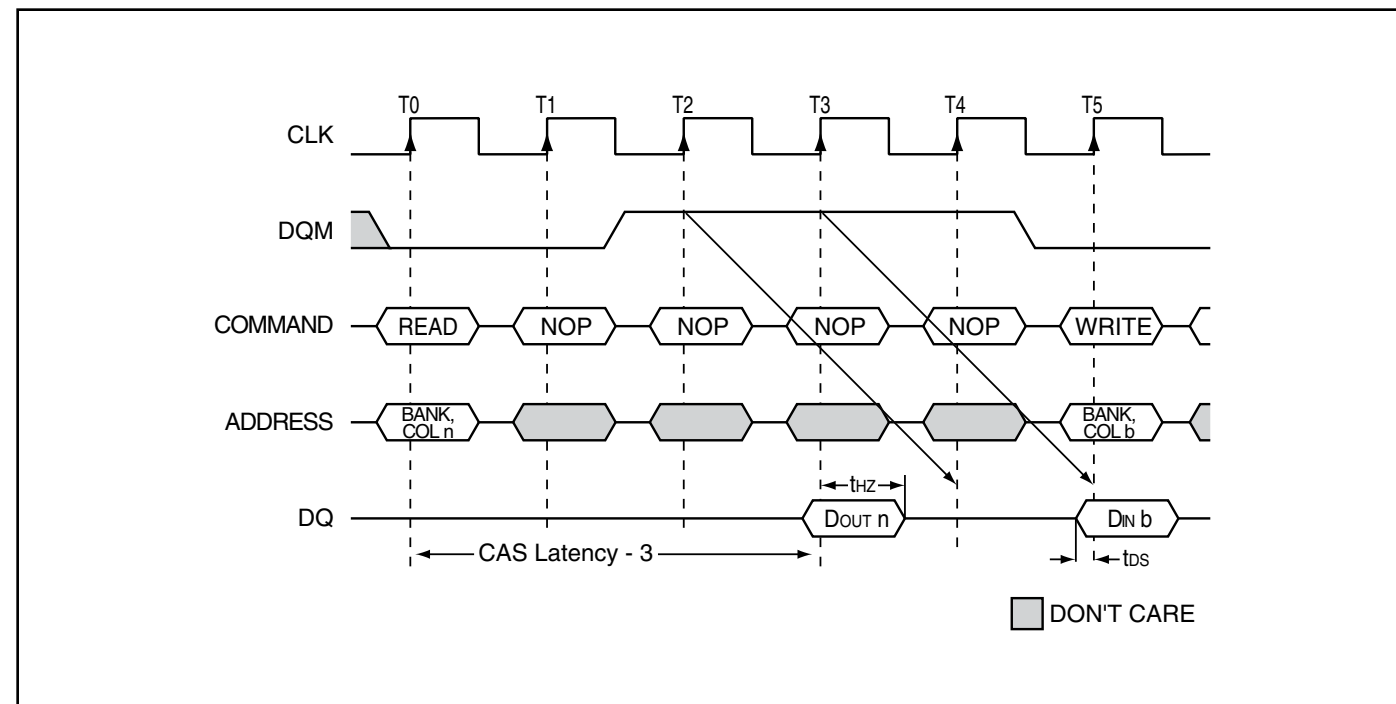 T0 T1 T2 T3 T4 T5
CLK
DQM
COMMAND READ NOP NOP NOP NOP WRITE
ADDRESS BANK, COL n BANK, COL b
tHZ
DQ DOUT n DIN b
CAS Latency - 3 tDS
DON'T CARE